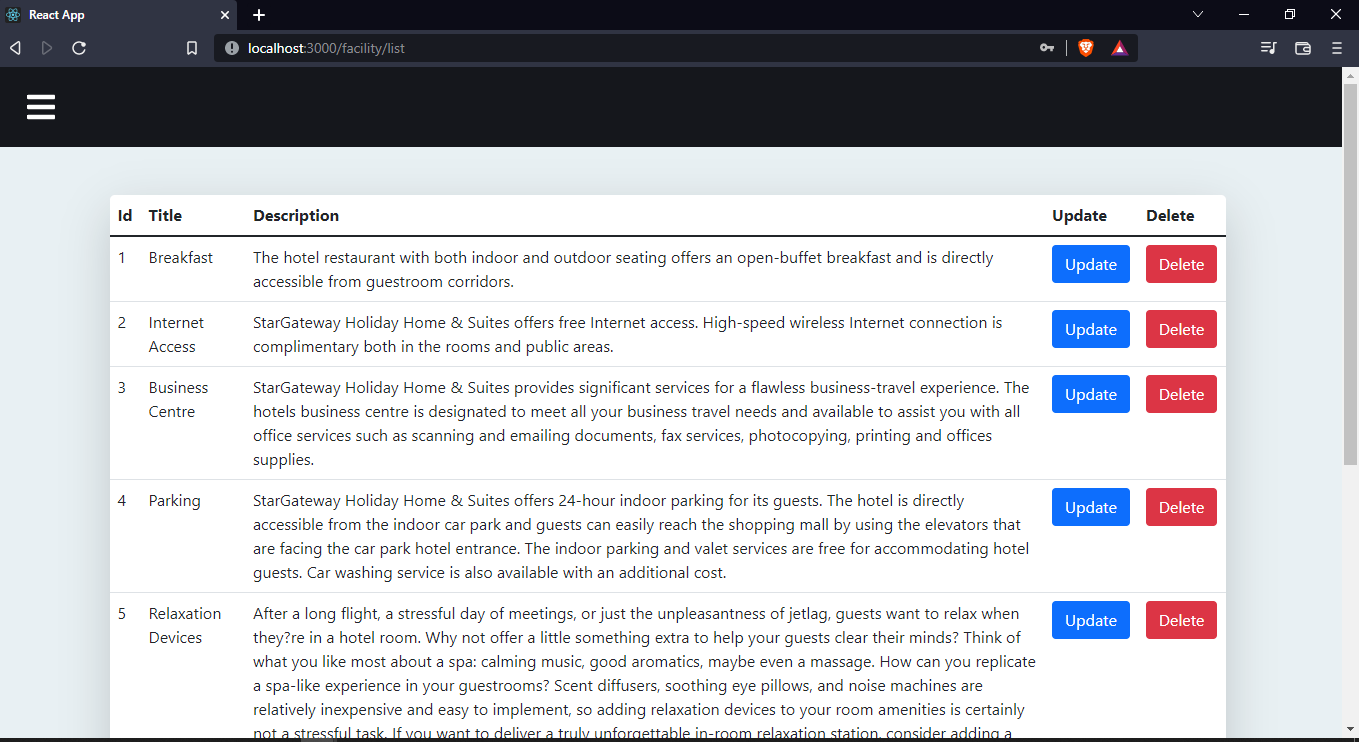 React App
localhost:3000/facility/list
Id Title Description Update Delete
1 Breakfast The hotel restaurant with both indoor and outdoor seating offers an open-buffet breakfast and is directly Update Delete
accessible from guestroom corridors.
2 Internet StarGateway Holiday Home & Suites offers free Internet access. High-speed wireless Internet connection is Update Delete
Access complimentary both in the rooms and public areas.
3 Business StarGateway Holiday Home & Suites provides significant services for a flawless business-travel experience. The Update Delete
Centre hotels business centre is designated to meet all your business travel needs and available to assist you with all
office services such as scanning and emailing documents, fax services, photocopying, printing and offices
supplies.
4 Parking StarGateway Holiday Home & Suites offers 24-hour indoor parking for its guests. The hotel is directly Update Delete
accessible from the indoor car park and guests can easily reach the shopping mall by using the elevators that
are facing the car park hotel entrance. The indoor parking and valet services are free for accommodating hotel
guests. Car washing service is also available with an additional cost.
5 Relaxation After a long flight, a stressful day of meetings, or just the unpleasantness of jetlag, guests want to relax when Update Delete
Devices they?re in a hotel room. Why not offer a little something extra to help your guests clear their minds? Think of
what you like most about a spa: calming music, good aromatics, maybe even a massage. How can you replicate
a spa-like experience in your guestrooms? Scent diffusers, soothing eye pillows, and noise machines are
relatively inexpensive and easy to implement, so adding relaxation devices to your room amenities is certainly
not a stressful task. If you want to deliver a truly unforgettable in-room relaxation station, consider adding a